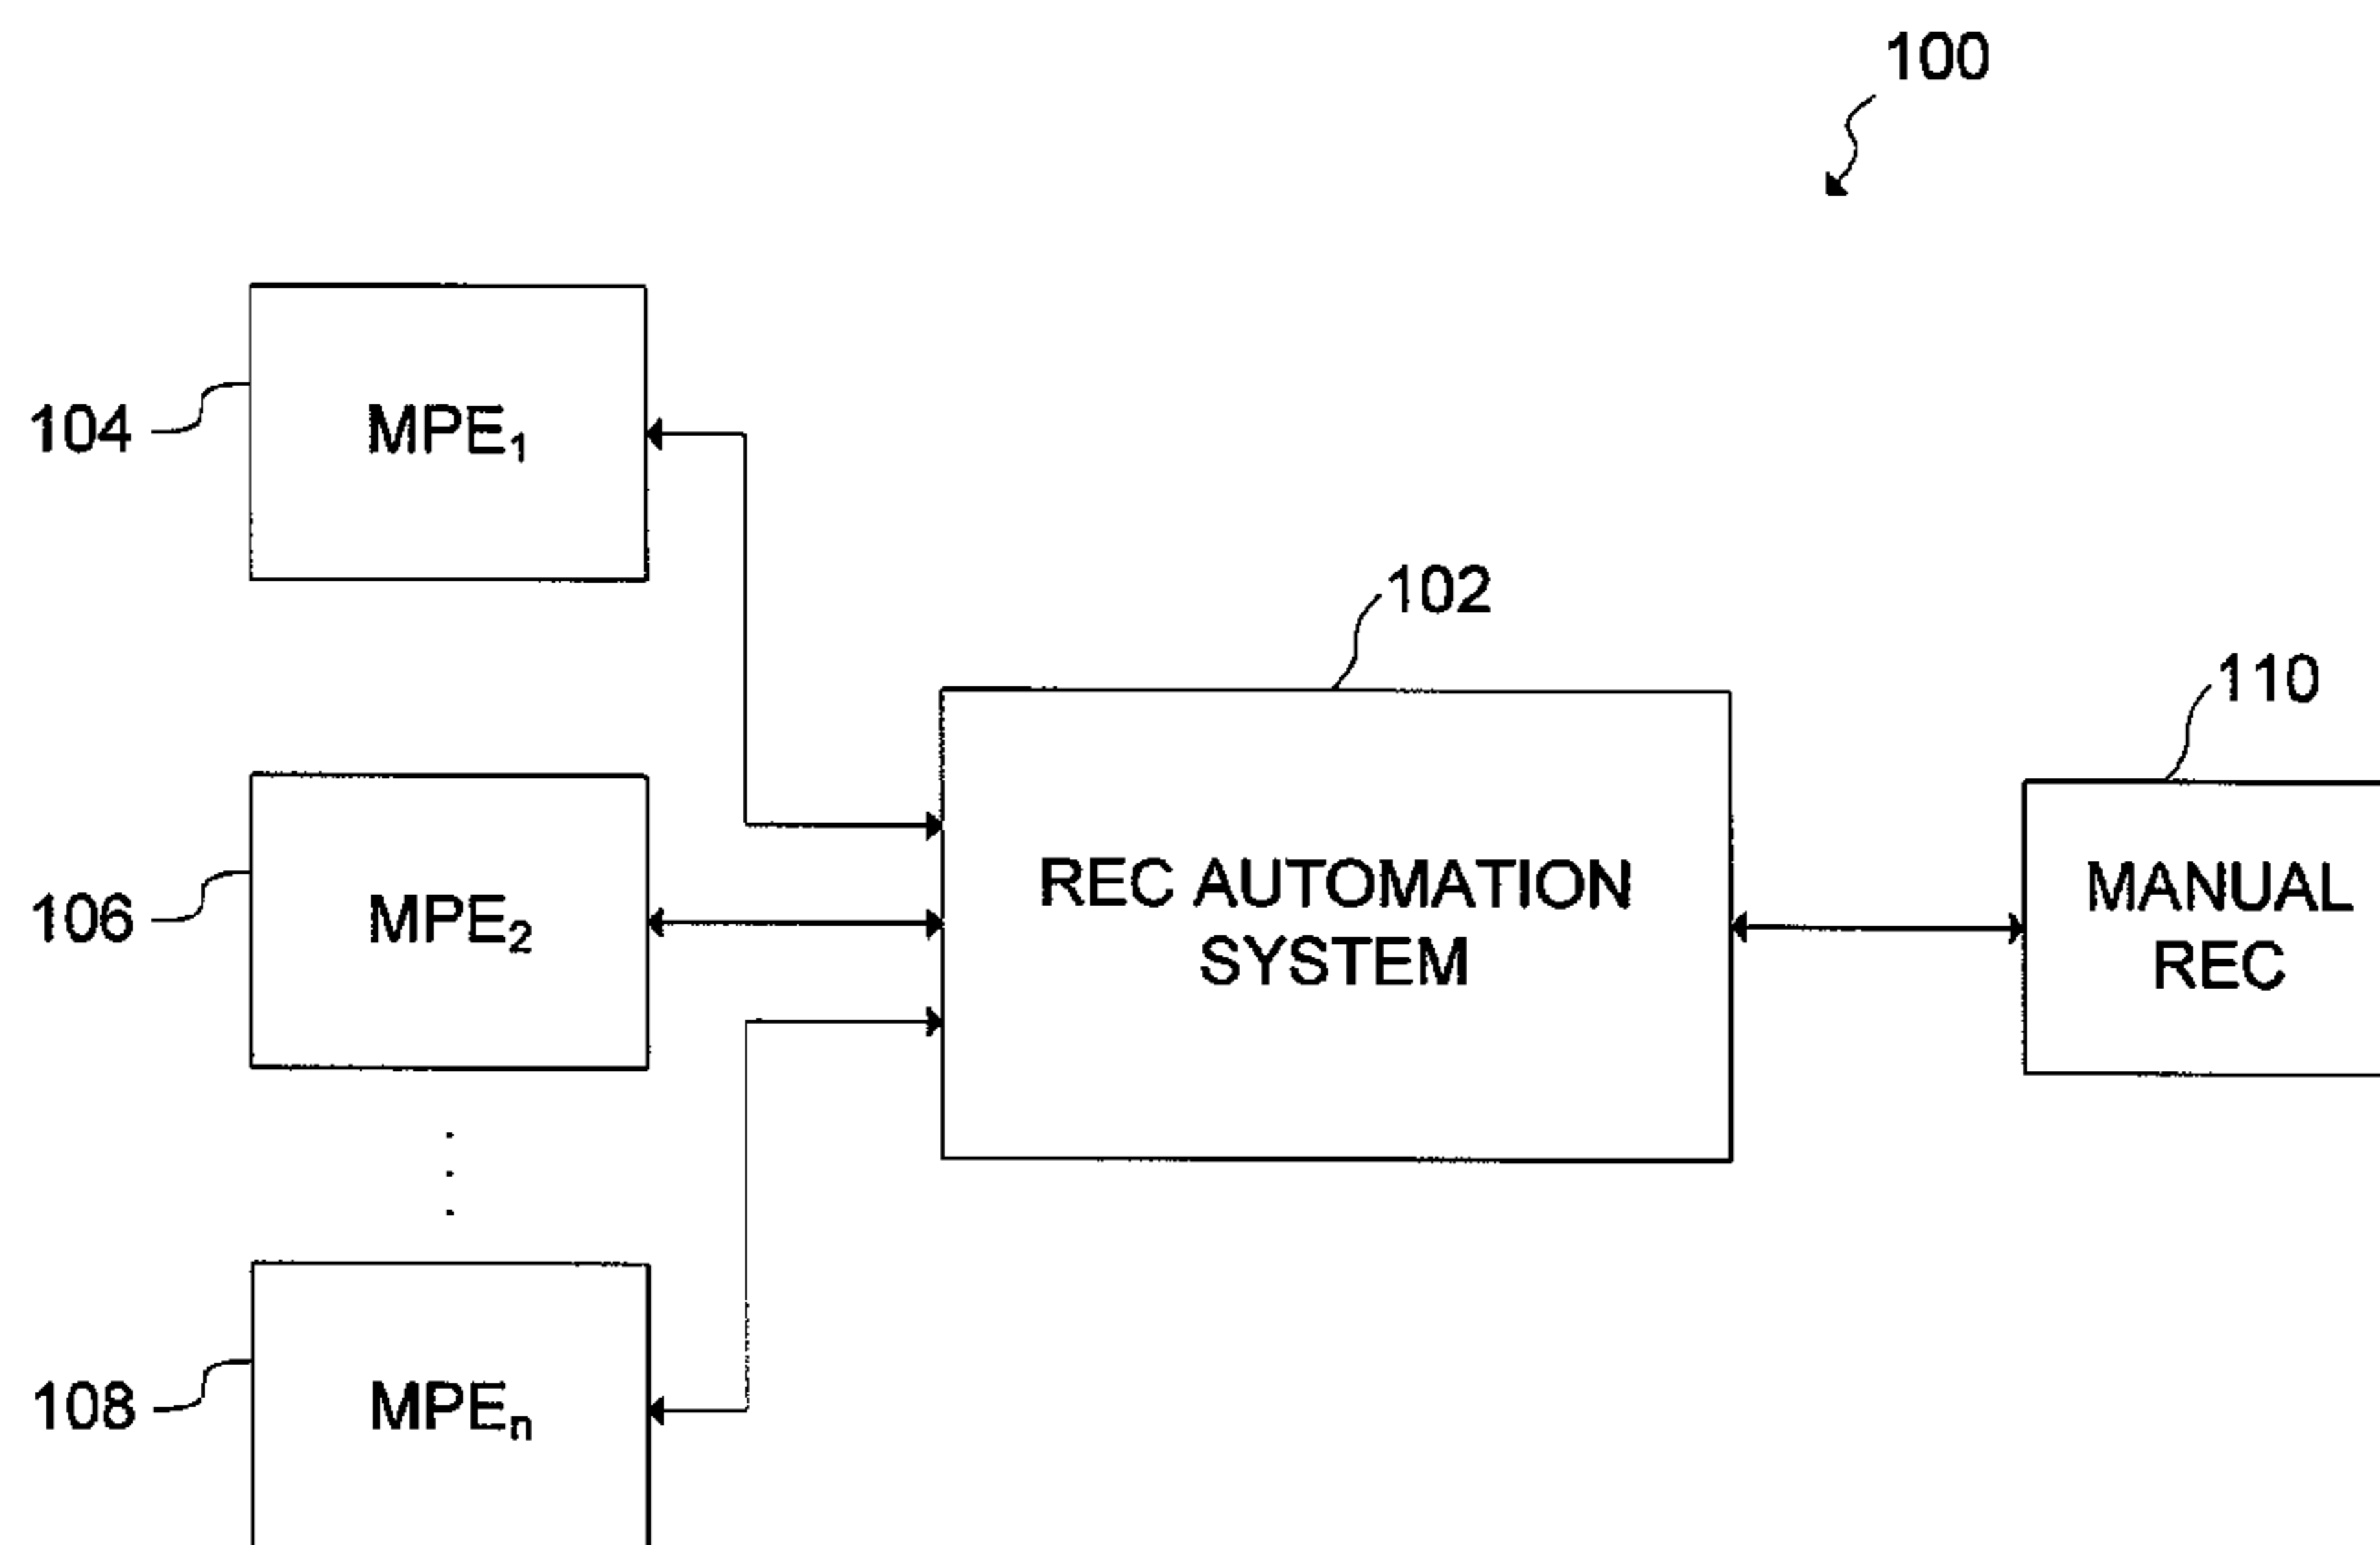 100
104
MPE₁
102
110
106
MPE₂
REC AUTOMATION
SYSTEM
MANUAL
REC
108
MPEₙ